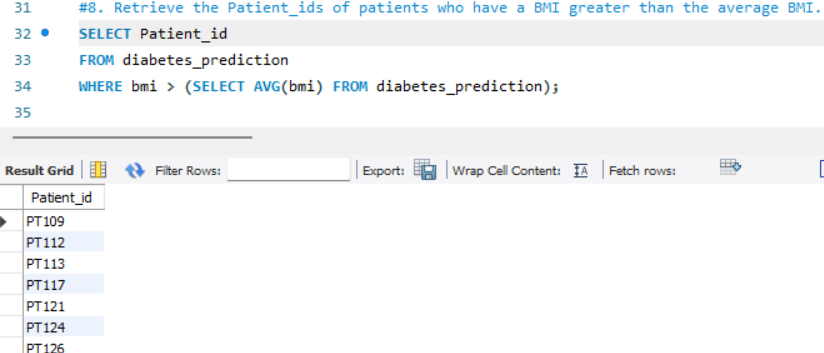 31 #8. Retrieve the Patient_ids of patients who have a BMI greater than the average BMI.
32 SELECT Patient_id
33 FROM diabetes_prediction
34 WHERE bmi > (SELECT AVG(bmi) FROM diabetes_prediction);
35
Result Grid Filter Rows: Export: Wrap Cell Content: IA Fetch rows:
Patient_id
PT109
PT112
PT113
PT117
PT121
PT124
PT126